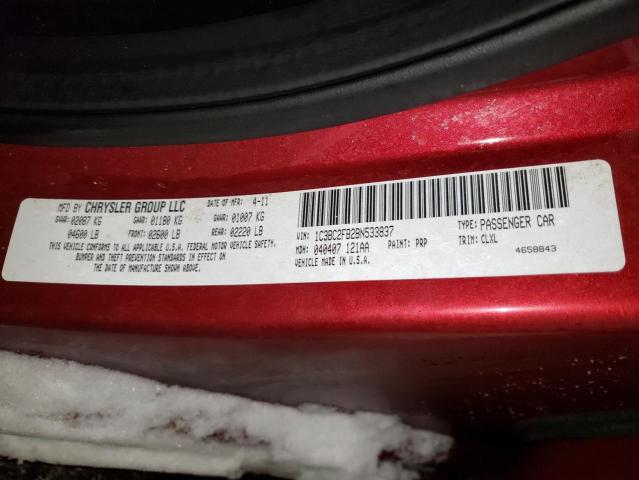 MFD BY CHRYSLER GROUP LLC DATE OF MFR: 4-11
GVWR: 02087 KG GAWR: 01180 KG GAWR: 01007 KG
04600 LB FRONT: 02600 LB REAR: 02220 LB
THIS VEHICLE CONFORMS TO ALL APPLICABLE U.S.A. FEDERAL MOTOR VEHICLE SAFETY,
BUMPER AND THEFT PREVENTION STANDARDS IN EFFECT ON
THE DATE OF MANUFACTURE SHOWN ABOVE.
VIN: 1C3BC2FB2BN533837 TYPE: PASSENGER CAR
MDH: 040407 121AA PAINT: PRP TRIM: CLXL
VEHICLE MADE IN U.S.A. 4658843